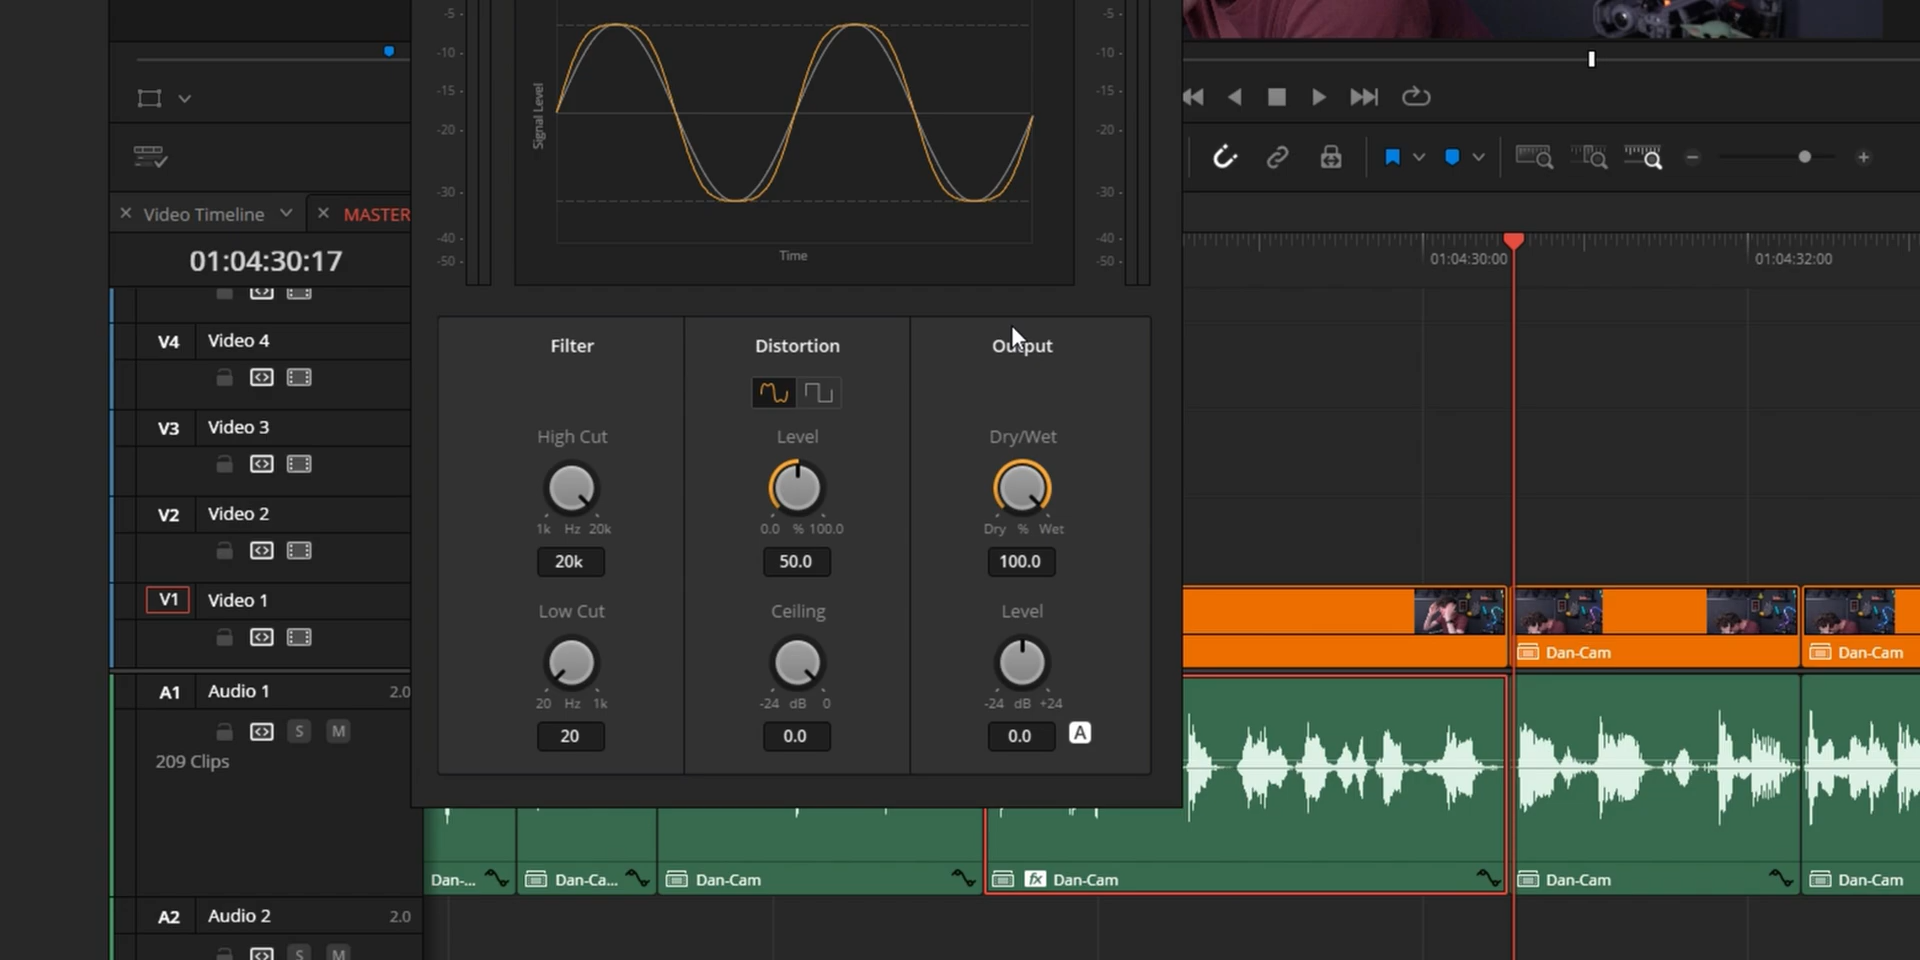 -5 -
-10 -
-15 -
-20 -
-30 -
-40 -
-50 -
Signal Level
Time
-5 -
-10 -
-15 -
-20 -
-30 -
-40 -
-50 -
Video Timeline
MASTER
01:04:30:17
01:04:30:00
01:04:32:00
V4 Video 4
V3 Video 3
V2 Video 2
V1 Video 1
A1 Audio 1 2.0
S M
209 Clips
A2 Audio 2 2.0
S M
Filter
High Cut
1k Hz 20k
20k
Low Cut
20 Hz 1k
20
Distortion
Level
0.0 % 100.0
50.0
Ceiling
-24 dB 0
0.0
Output
Dry/Wet
Dry % Wet
100.0
Level
-24 dB +24
0.0 A
Dan-Cam
Dan-Cam
Dan-...
Dan-Ca...
Dan-Cam
fx Dan-Cam
Dan-Cam
Dan-Cam